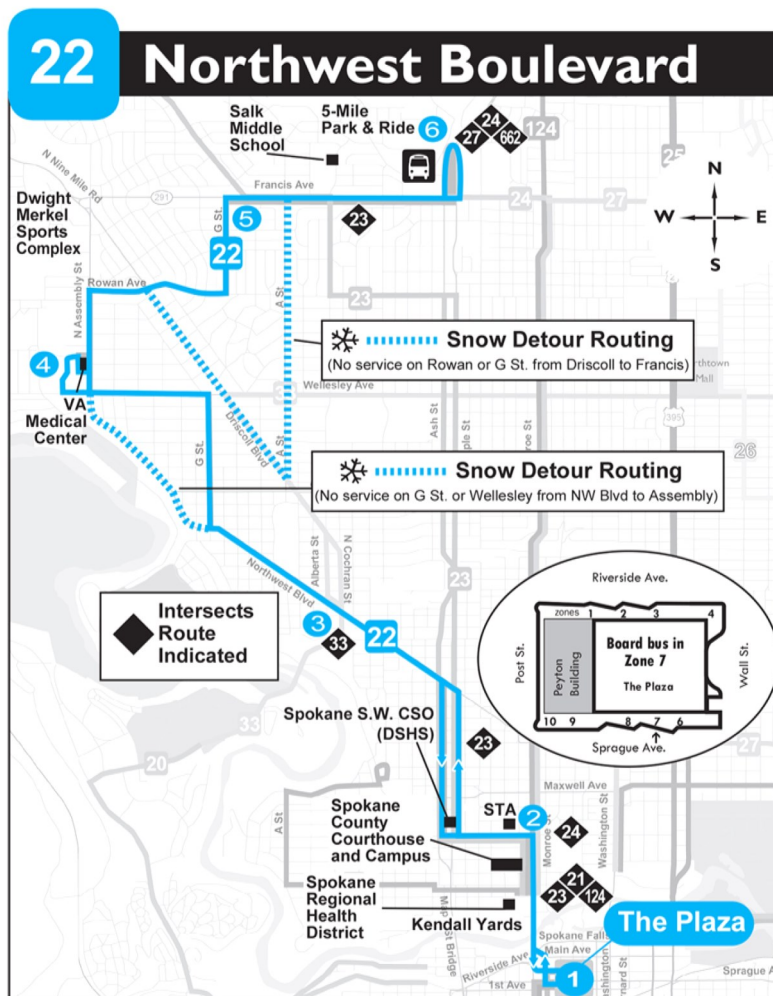 22 Northwest Boulevard
Salk
Middle
School
5-Mile
Park & Ride
6
24
27
662
124
25
N Nine Mile Rd
Dwight
Merkel
Sports
Complex
291
Francis Ave
G St.
5
23
24
27
N
W
E
S
22
N Assembly St
Rowan Ave
A St
23
Snow Detour Routing
(No service on Rowan or G St. from Driscoll to Francis)
4
VA
Medical
Center
33
Wellesley Ave
Mall
395
G St.
Driscoll Blvd
A St
Ash St
26
Snow Detour Routing
(No service on G St. or Wellesley from NW Blvd to Assembly)
Northwest Blvd
Alberta St
N Cochran St
23
Intersects
Route
Indicated
3
33
22
Riverside Ave.
zones
1
2
3
4
Post St.
Peyton
Building
Board bus in
Zone 7
The Plaza
Wall St.
10
9
8
7
6
Sprague Ave.
Spokane S.W. CSO
(DSHS)
23
33
20
27
Maxwell Ave
A St
Spokane
County
Courthouse
and Campus
STA
2
Monroe St
Washington St
24
Spokane
Regional
Health
District
Kendall Yards
21
23
124
The Plaza
Main Ave
Riverside Ave
1st Ave
1